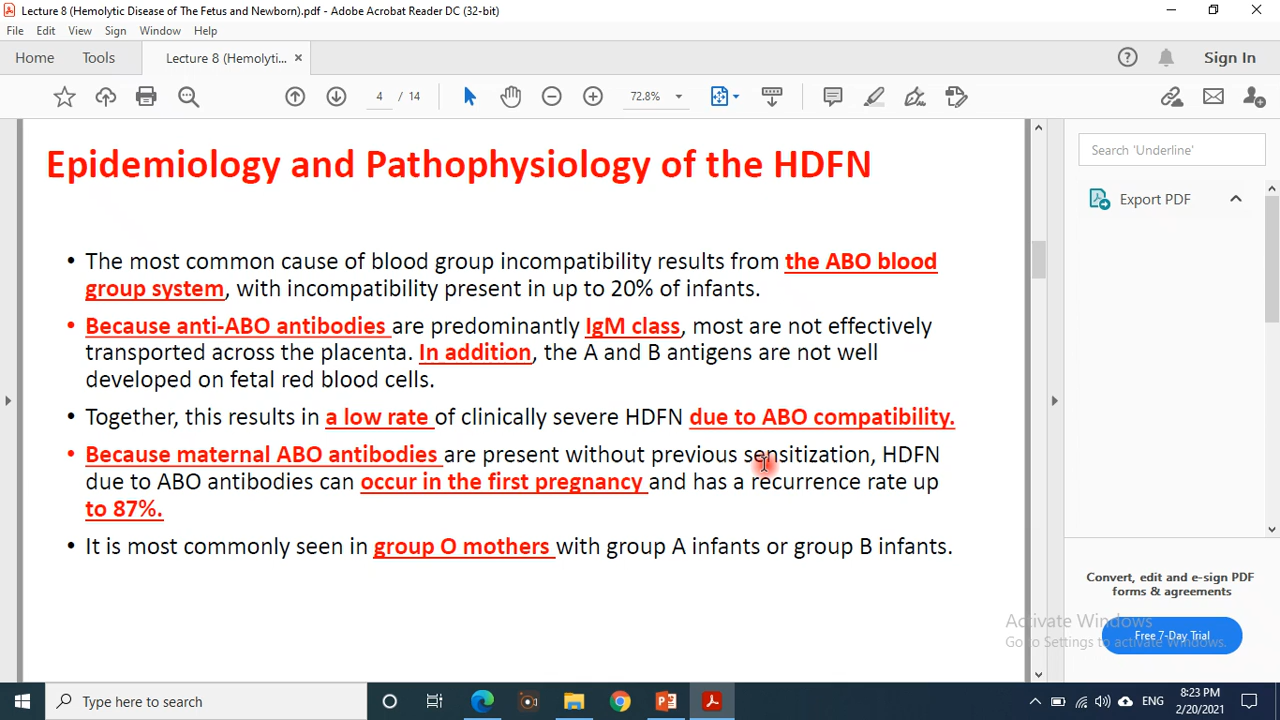 Lecture 8 (Hemolytic Disease of The Fetus and Newborn).pdf - Adobe Acrobat Reader DC (32-bit)
File Edit View Sign Window Help
Home Tools Lecture 8 (Hemolyti... Sign In
4 / 14 72.8%
Epidemiology and Pathophysiology of the HDFN
• The most common cause of blood group incompatibility results from the ABO blood
group system, with incompatibility present in up to 20% of infants.
• Because anti-ABO antibodies are predominantly IgM class, most are not effectively
transported across the placenta. In addition, the A and B antigens are not well
developed on fetal red blood cells.
• Together, this results in a low rate of clinically severe HDFN due to ABO compatibility.
• Because maternal ABO antibodies are present without previous sensitization, HDFN
due to ABO antibodies can occur in the first pregnancy and has a recurrence rate up
to 87%.
• It is most commonly seen in group O mothers with group A infants or group B infants.
Search 'Underline'
Export PDF
Convert, edit and e-sign PDF
forms & agreements
Free 7-Day Trial
Activate Windows
Go to Settings to activate Windows.
Type here to search
ENG
8:23 PM
2/20/2021